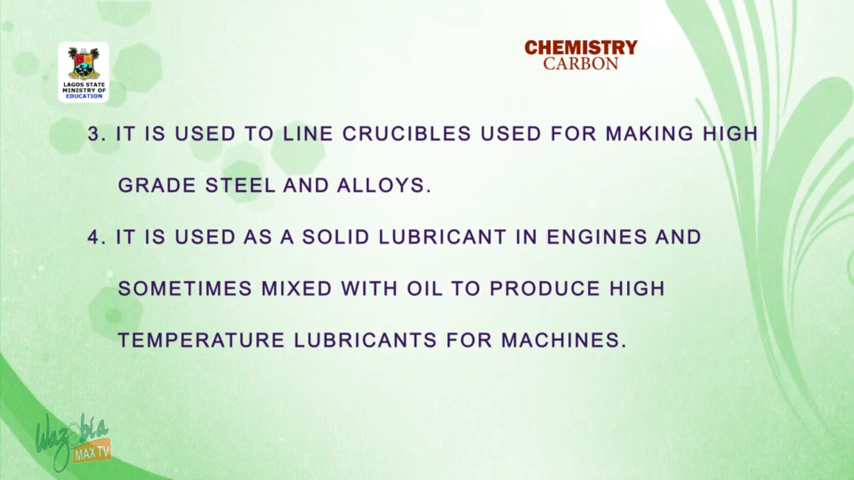 CHEMISTRY
CARBON
LAGOS STATE
MINISTRY OF
EDUCATION
3. IT IS USED TO LINE CRUCIBLES USED FOR MAKING HIGH
GRADE STEEL AND ALLOYS.
4. IT IS USED AS A SOLID LUBRICANT IN ENGINES AND
SOMETIMES MIXED WITH OIL TO PRODUCE HIGH
TEMPERATURE LUBRICANTS FOR MACHINES.
Wazobia
MAX TV